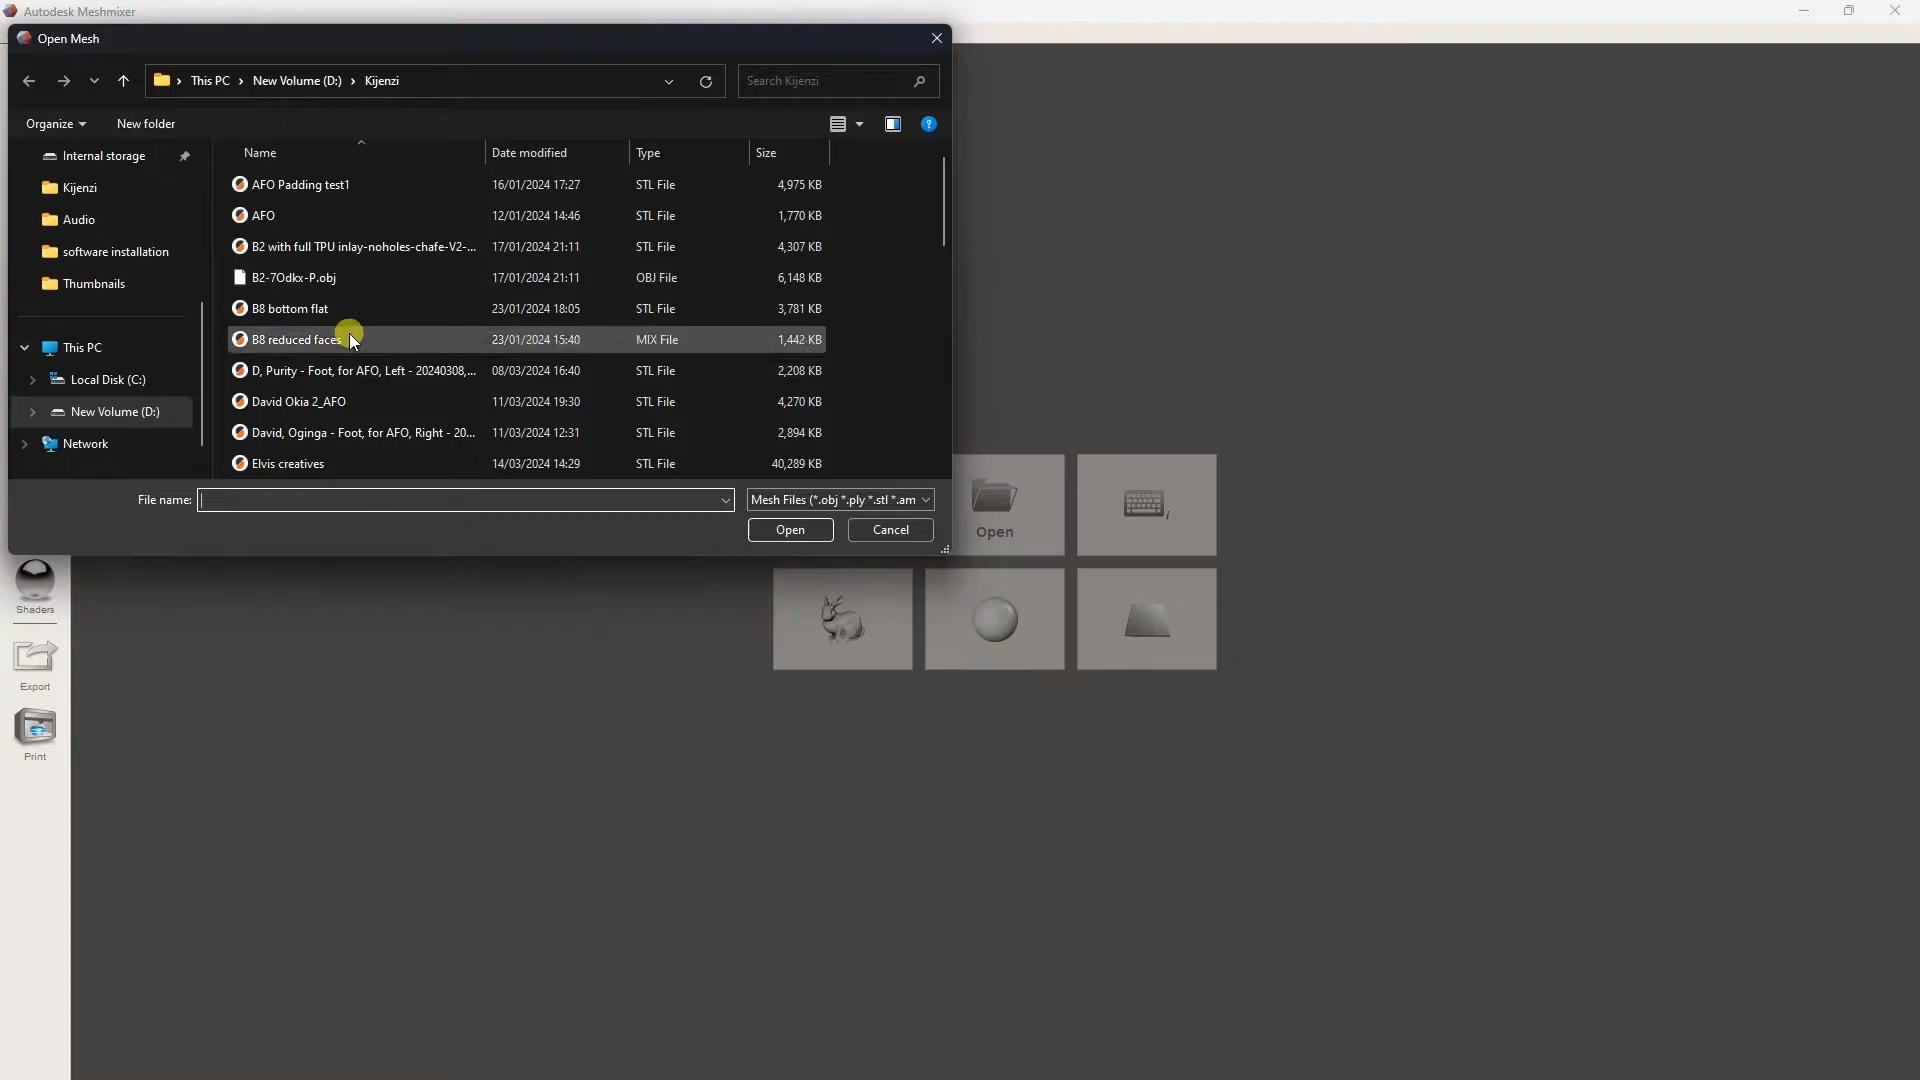 Autodesk Meshmixer
Open Mesh
This PC > New Volume (D:) > Kijenzi
Search Kijenzi
Organize
New folder
?
Name Date modified Type Size
Internal storage
Kijenzi
Audio
software installation
Thumbnails
This PC
Local Disk (C:)
New Volume (D:)
Network
AFO Padding test1 16/01/2024 17:27 STL File 4,975 KB
AFO 12/01/2024 14:46 STL File 1,770 KB
B2 with full TPU inlay-noholes-chafe-V2-... 17/01/2024 21:11 STL File 4,307 KB
B2-7Odkx-P.obj 17/01/2024 21:11 OBJ File 6,148 KB
B8 bottom flat 23/01/2024 18:05 STL File 3,781 KB
B8 reduced faces 23/01/2024 15:40 MIX File 1,442 KB
D, Purity - Foot, for AFO, Left - 20240308,... 08/03/2024 16:40 STL File 2,208 KB
David Okia 2_AFO 11/03/2024 19:30 STL File 4,270 KB
David, Oginga - Foot, for AFO, Right - 20... 11/03/2024 12:31 STL File 2,894 KB
Elvis creatives 14/03/2024 14:29 STL File 40,289 KB
File name: Mesh Files (*.obj *.ply *.stl *.am
Open Cancel
Open
i
Shaders
Export
Print